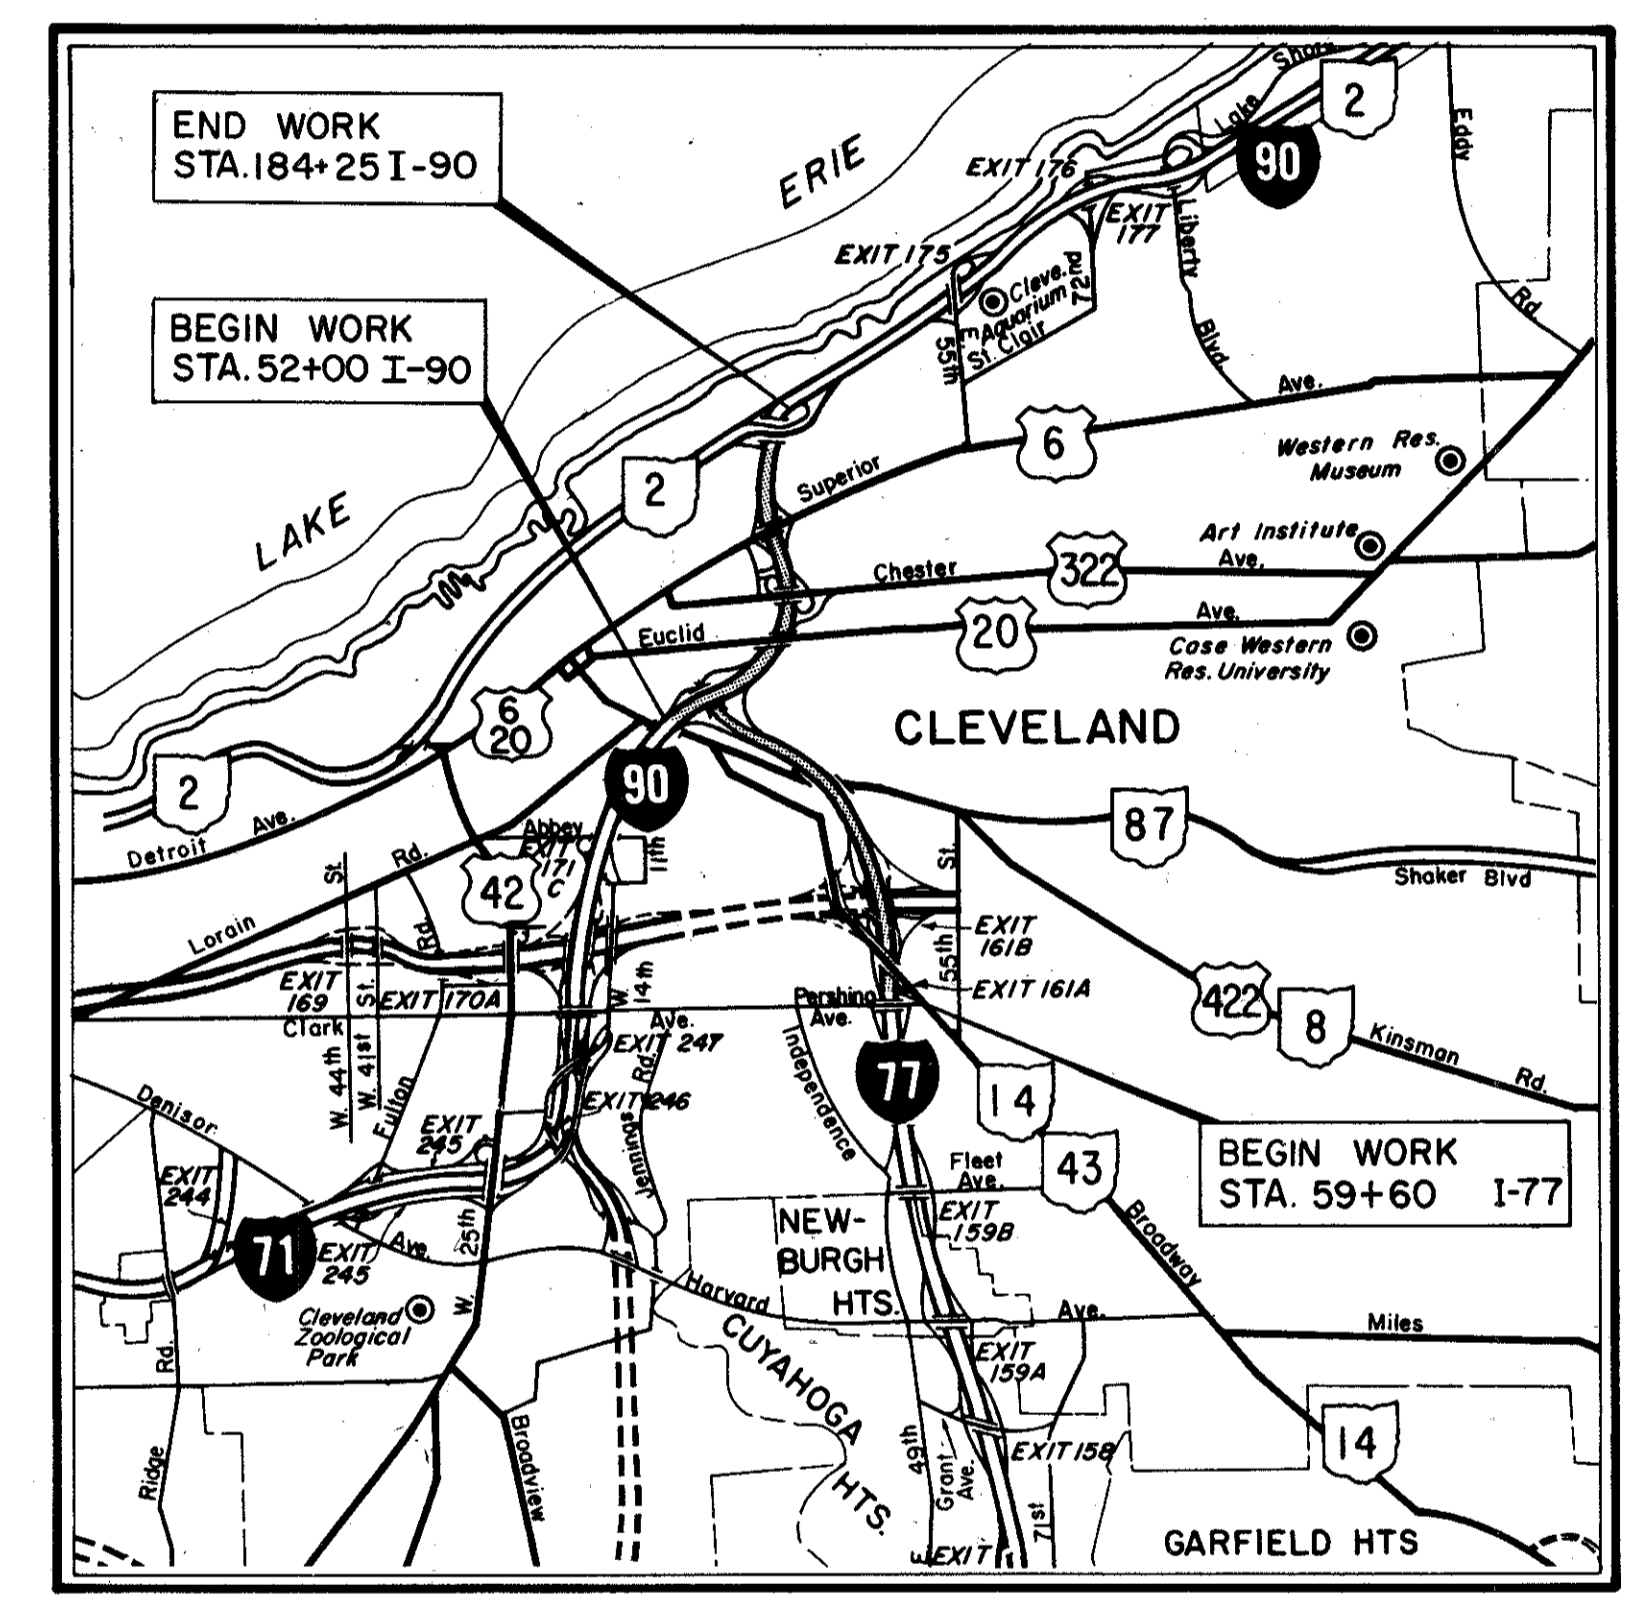 END WORK
STA. 184+25 I-90
BEGIN WORK
STA. 52+00 I-90
LAKE
ERIE
Lake
Shore
2
90
Eddy
Rd.
EXIT 176
EXIT
177
Liberty
Blvd.
EXIT 175
Cleve.
Aquarium
72nd
E.
55th
St. Clair
Ave.
6
Superior
Western Res.
Museum
2
Art Institute
Ave.
322
Chester
Euclid
20
Ave.
Case Western
Res. University
6
20
CLEVELAND
2
90
Detroit
Ave.
Abbey
EXIT
171
C
11th
87
Shaker Blvd
St.
Rd.
42
St.
Lorain
Rd.
EXIT
161B
55th
EXIT
169
St.
EXIT 170A
W. 14th
EXIT 161A
Pershing
Ave.
422
8
Kinsman
Rd.
Clark
Ave.
W. 44th
W. 41st
Fulton
EXIT 247
Rd.
Independence
77
14
EXIT 246
Denisor
EXIT
245
Jennings
BEGIN WORK
STA. 59+60 I-77
EXIT
244
Fleet
Ave.
43
Broadway
71
EXIT
245
Ave.
W. 25th
NEW-
BURGH
HTS.
EXIT
159B
Harvard
Ave.
Miles
Cleveland
Zoological
Park
Rd.
CUYAHOGA
HTS.
EXIT
159A
Ridge
Broadview
49th
E.
Grant
Ave.
EXIT 158
71st
14
EXIT
GARFIELD HTS